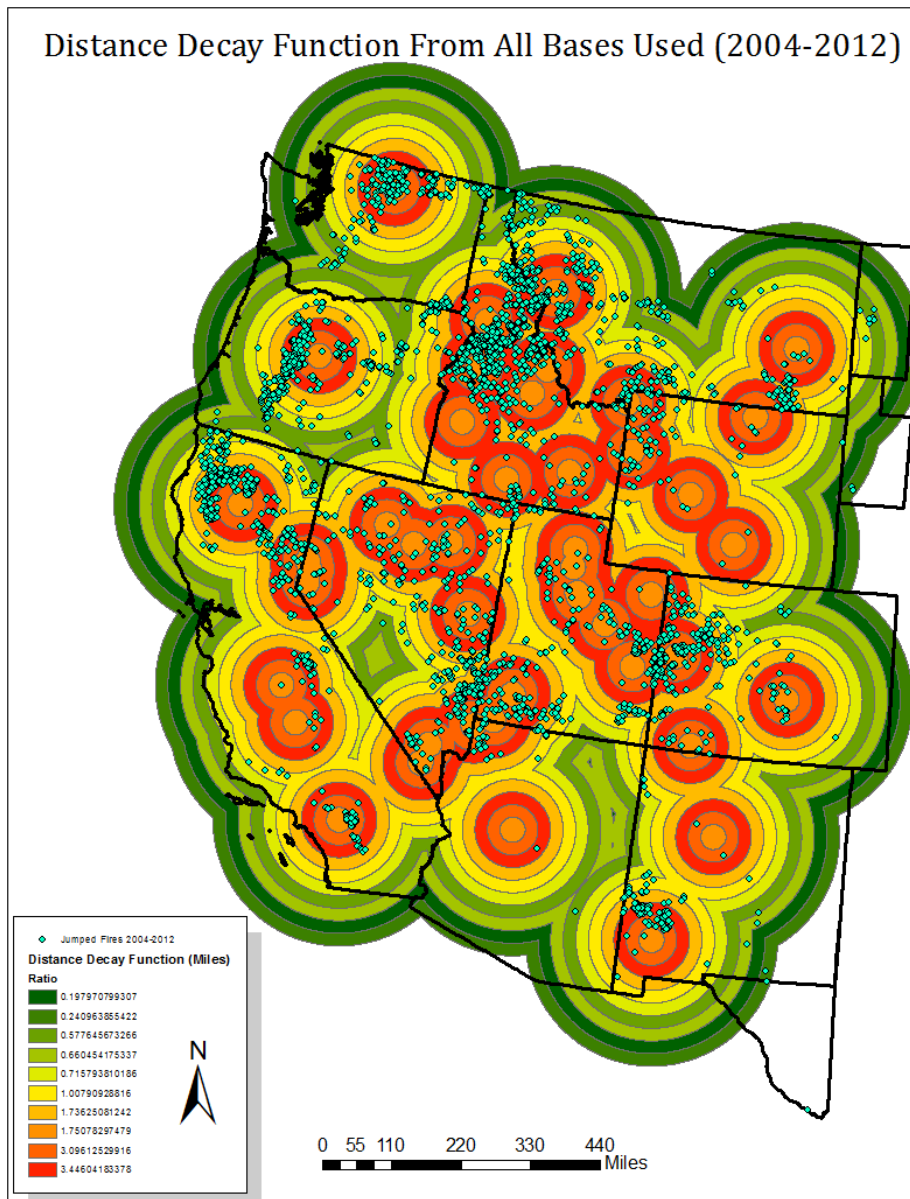 Distance Decay Function From All Bases Used (2004-2012)
Jumped Fires 2004-2012
Distance Decay Function (Miles)
Ratio
0.197970799307
0.240963855422
0.577645673266
0.660454175337
0.715793810186
1.00790928816
1.73625081242
1.75078297479
3.09612529916
3.44604183378
N
0 55 110 220 330 440
Miles